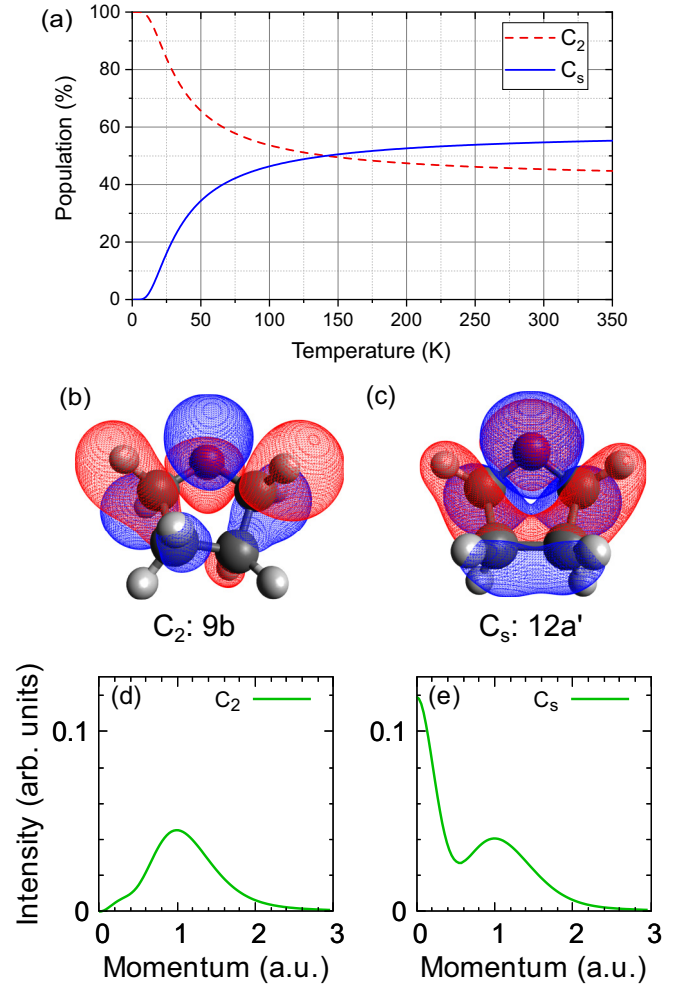 (a)
100
80
60
40
20
0
Population (%)
C₂
Cₛ
0 50 100 150 200 250 300 350
Temperature (K)
(b)
(c)
C₂: 9b
Cₛ: 12a'
Intensity (arb. units)
(d)
C₂
0.1
0
0 1 2 3
Momentum (a.u.)
(e)
Cₛ
0.1
0
0 1 2 3
Momentum (a.u.)